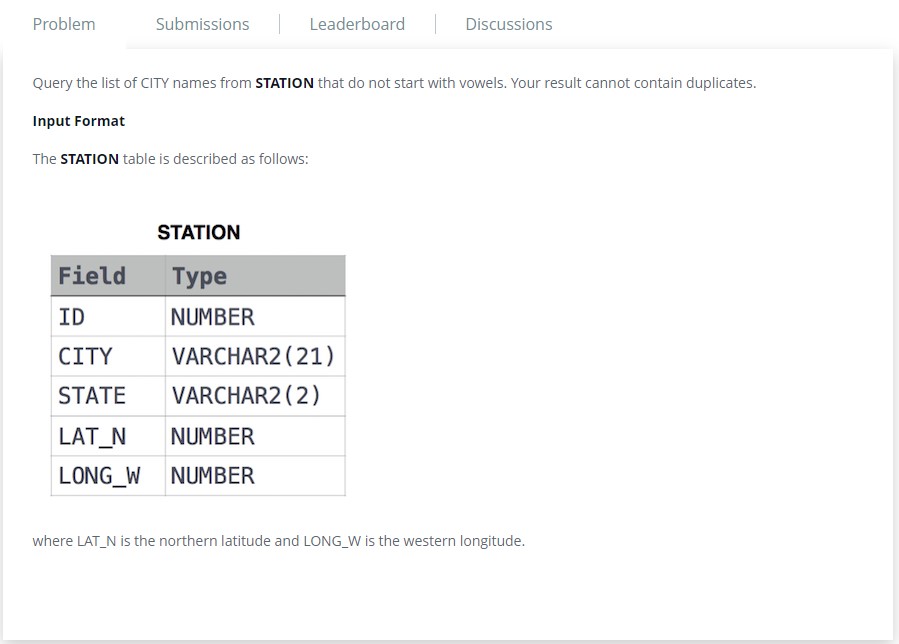 Problem Submissions Leaderboard Discussions
Query the list of CITY names from STATION that do not start with vowels. Your result cannot contain duplicates.
Input Format
The STATION table is described as follows:
STATION
Field Type
ID NUMBER
CITY VARCHAR2(21)
STATE VARCHAR2(2)
LAT_N NUMBER
LONG_W NUMBER
where LAT_N is the northern latitude and LONG_W is the western longitude.